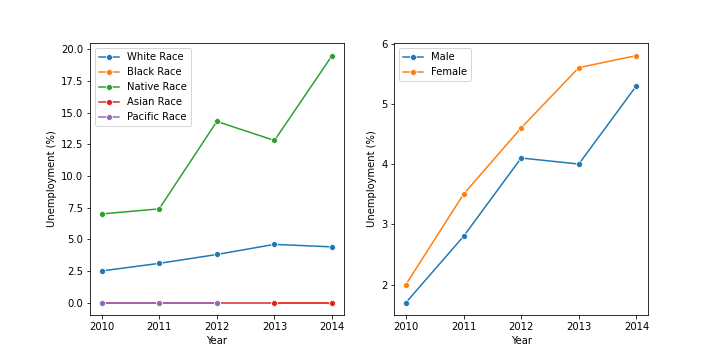 White Race
Black Race
Native Race
Asian Race
Pacific Race
20.0
17.5
15.0
12.5
10.0
7.5
5.0
2.5
0.0
Unemployment (%)
2010 2011 2012 2013 2014
Year
Male
Female
6
5
4
3
2
Unemployment (%)
2010 2011 2012 2013 2014
Year